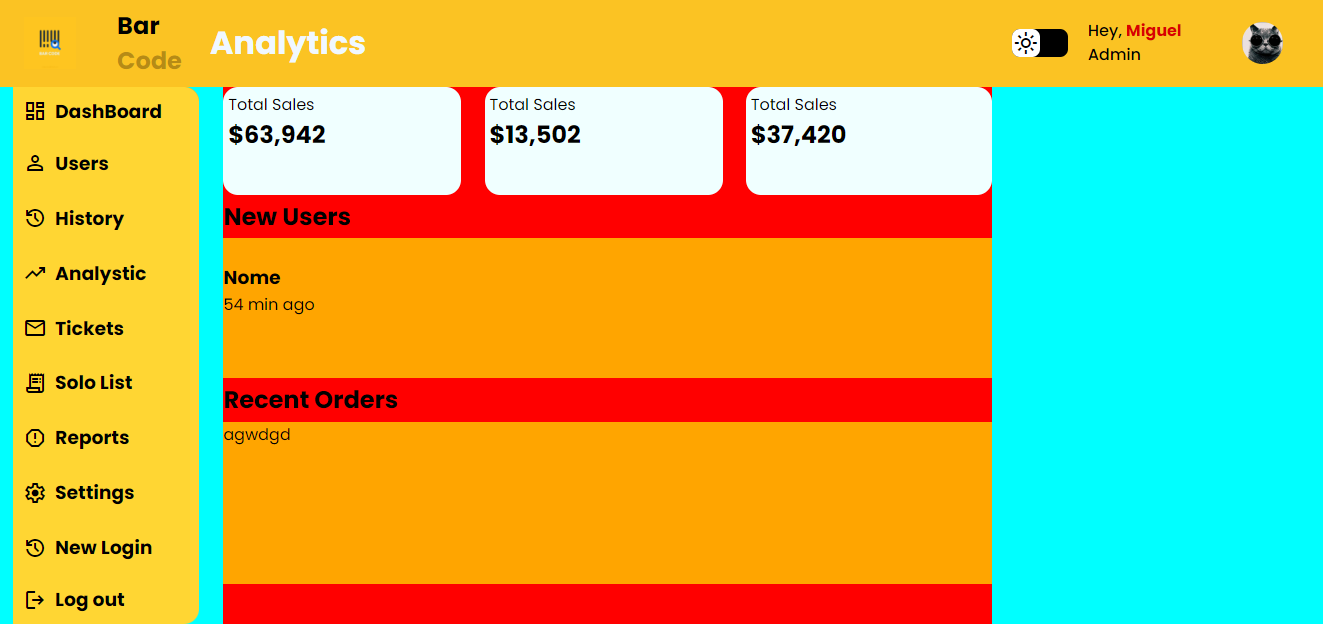 Bar
Code
Analytics
Hey, Miguel
Admin
DashBoard
Users
History
Analystic
Tickets
Solo List
Reports
Settings
New Login
Log out
Total Sales
$63,942
Total Sales
$13,502
Total Sales
$37,420
New Users
Nome
54 min ago
Recent Orders
agwdgd